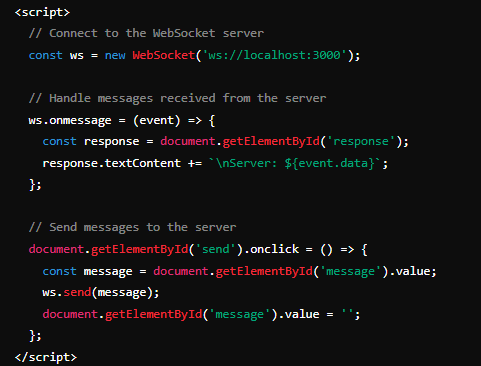 <script>
// Connect to the WebSocket server
const ws = new WebSocket('ws://localhost:3000');
// Handle messages received from the server
ws.onmessage = (event) => {
const response = document.getElementById('response');
response.textContent += `\nServer: ${event.data}`;
};
// Send messages to the server
document.getElementById('send').onclick = () => {
const message = document.getElementById('message').value;
ws.send(message);
document.getElementById('message').value = '';
};
</script>